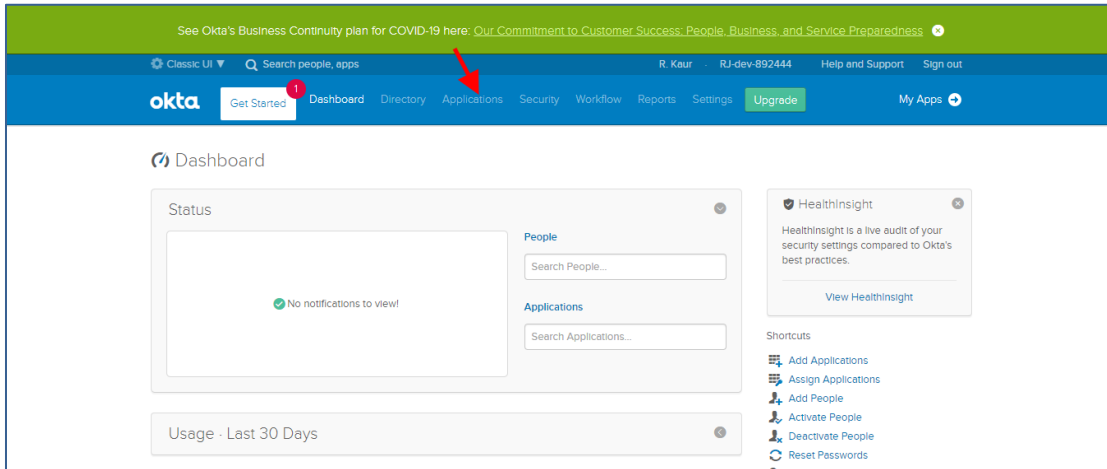 See Okta's Business Continuity plan for COVID-19 here: Our Commitment to Customer Success: People, Business, and Service Preparedness
Classic UI ▼ Search people, apps R. Kaur · RJ-dev-892444 Help and Support Sign out
okta Get Started 1 Dashboard Directory Applications Security Workflow Reports Settings Upgrade My Apps
Dashboard
Status
No notifications to view!
People
Search People...
Applications
Search Applications...
Usage · Last 30 Days
HealthInsight
HealthInsight is a live audit of your
security settings compared to Okta's
best practices.
View HealthInsight
Shortcuts
Add Applications
Assign Applications
Add People
Activate People
Deactivate People
Reset Passwords